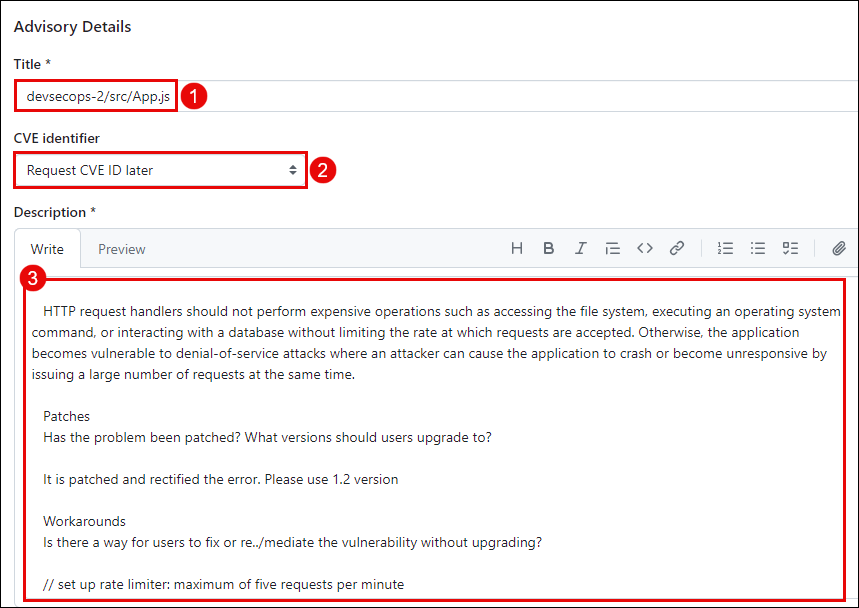 Advisory Details
Title *
devsecops-2/src/App.js
1
CVE identifier
Request CVE ID later
2
Description *
Write Preview H B I
3
HTTP request handlers should not perform expensive operations such as accessing the file system, executing an operating system
command, or interacting with a database without limiting the rate at which requests are accepted. Otherwise, the application
becomes vulnerable to denial-of-service attacks where an attacker can cause the application to crash or become unresponsive by
issuing a large number of requests at the same time.
Patches
Has the problem been patched? What versions should users upgrade to?
It is patched and rectified the error. Please use 1.2 version
Workarounds
Is there a way for users to fix or re../mediate the vulnerability without upgrading?
// set up rate limiter: maximum of five requests per minute